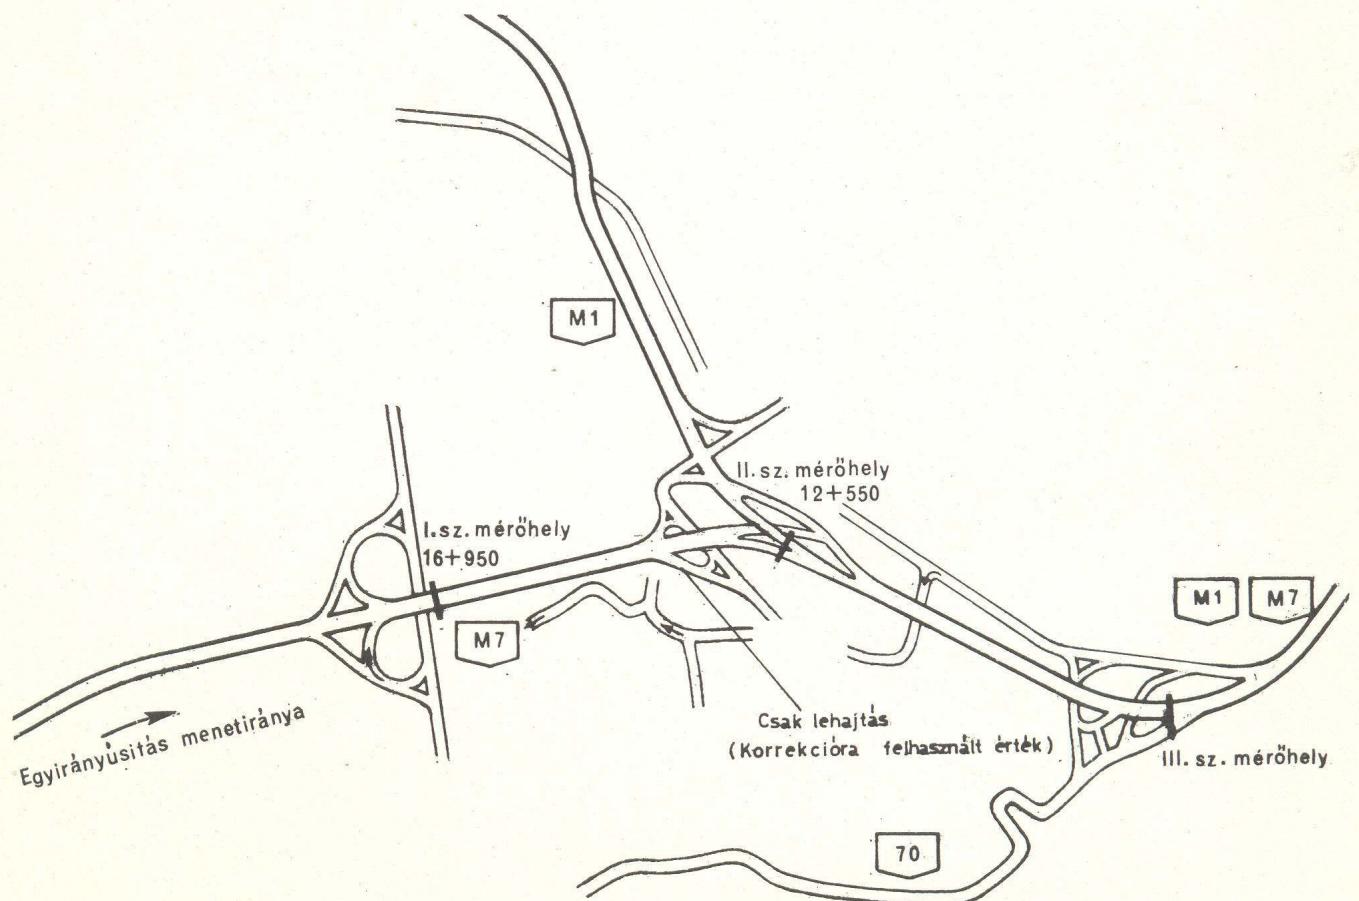 M1
II. sz. mérőhely
12+550
I. sz. mérőhely
16+950
M1 M7
M7
Csak lehajtás
(Korrekcióra felhasznált érték)
Egyirányúsitás menetiránya
III. sz. mérőhely
70